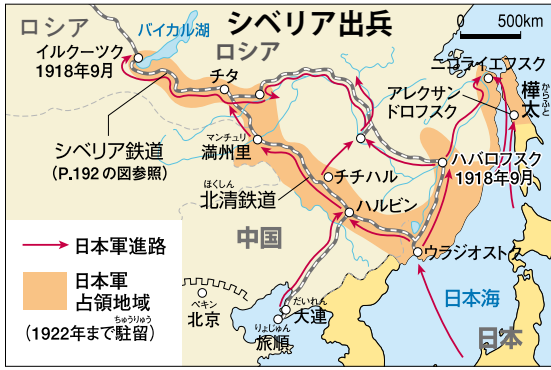 シベリア出兵
0 500km
ロシア
バイカル湖
ロシア
イルクーツク
1918年9月
チタ
ニコライエフスク
アレクサン
ドロフスク
からふと
樺太
シベリア鉄道
(P.192の図参照)
マンチュリ
満州里
ハバロフスク
1918年9月
チチハル
ほくしん
北清鉄道
ハルビン
中国
ウラジオストク
日本軍進路
日本軍
占領地域
ちゅうりゅう
(1922年まで駐留)
ペキン
北京
だいれん
大連
りょじゅん
旅順
日本海
日本